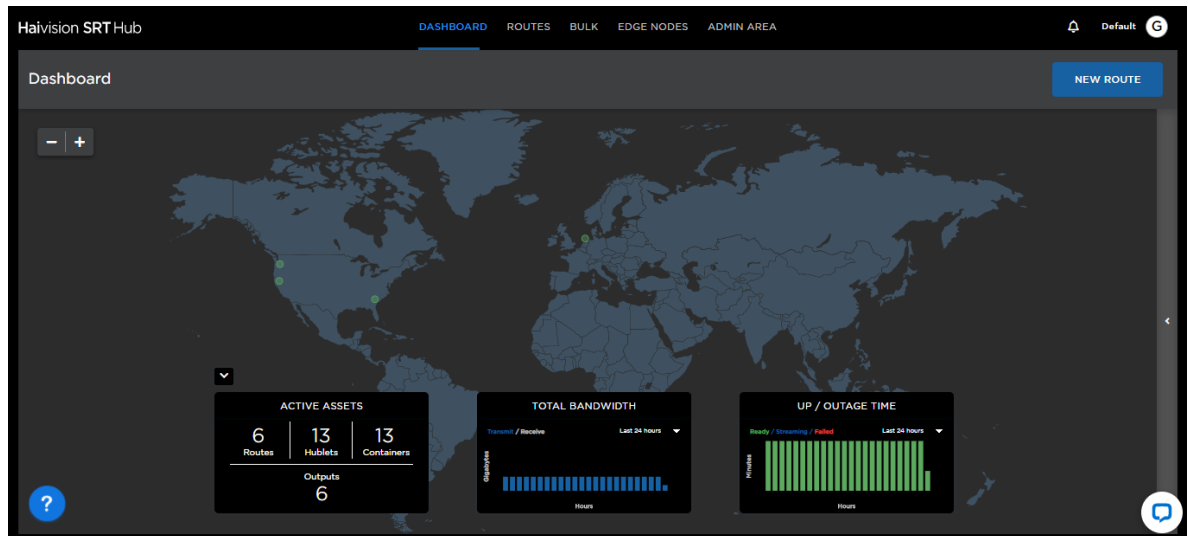 Haivision SRT Hub
DASHBOARD ROUTES BULK EDGE NODES ADMIN AREA
Default G
Dashboard
NEW ROUTE
− +
ACTIVE ASSETS
6 13 13
Routes Hublets Containers
Outputs
6
TOTAL BANDWIDTH
Transmit / Receive Last 24 hours
Gigabytes
Hours
UP / OUTAGE TIME
Ready / Streaming / Failed Last 24 hours
Minutes
Hours
?